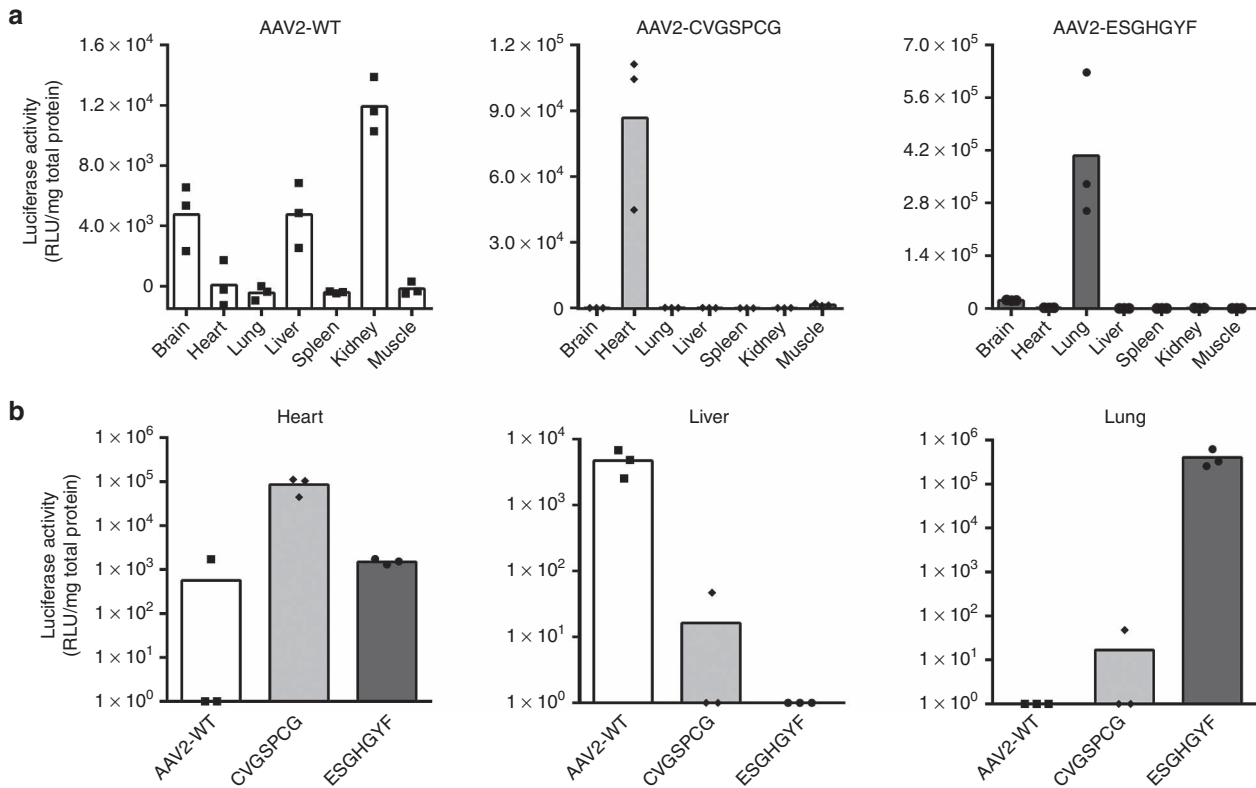 a
AAV2-WT
AAV2-CVGSPCG
AAV2-ESGHGYF
Luciferase activity
(RLU/mg total protein)
1.6 × 10⁴
1.2 × 10⁴
8.0 × 10³
4.0 × 10³
0
Brain
Heart
Lung
Liver
Spleen
Kidney
Muscle
1.2 × 10⁵
9.0 × 10⁴
6.0 × 10⁴
3.0 × 10⁴
0
Brain
Heart
Lung
Liver
Spleen
Kidney
Muscle
7.0 × 10⁵
5.6 × 10⁵
4.2 × 10⁵
2.8 × 10⁵
1.4 × 10⁵
0
Brain
Heart
Lung
Liver
Spleen
Kidney
Muscle
b
Heart
Liver
Lung
Luciferase activity
(RLU/mg total protein)
1 × 10⁶
1 × 10⁵
1 × 10⁴
1 × 10³
1 × 10²
1 × 10¹
1 × 10⁰
AAV2-WT
CVGSPCG
ESGHGYF
1 × 10⁴
1 × 10³
1 × 10²
1 × 10¹
1 × 10⁰
AAV2-WT
CVGSPCG
ESGHGYF
1 × 10⁶
1 × 10⁵
1 × 10⁴
1 × 10³
1 × 10²
1 × 10¹
1 × 10⁰
AAV2-WT
CVGSPCG
ESGHGYF